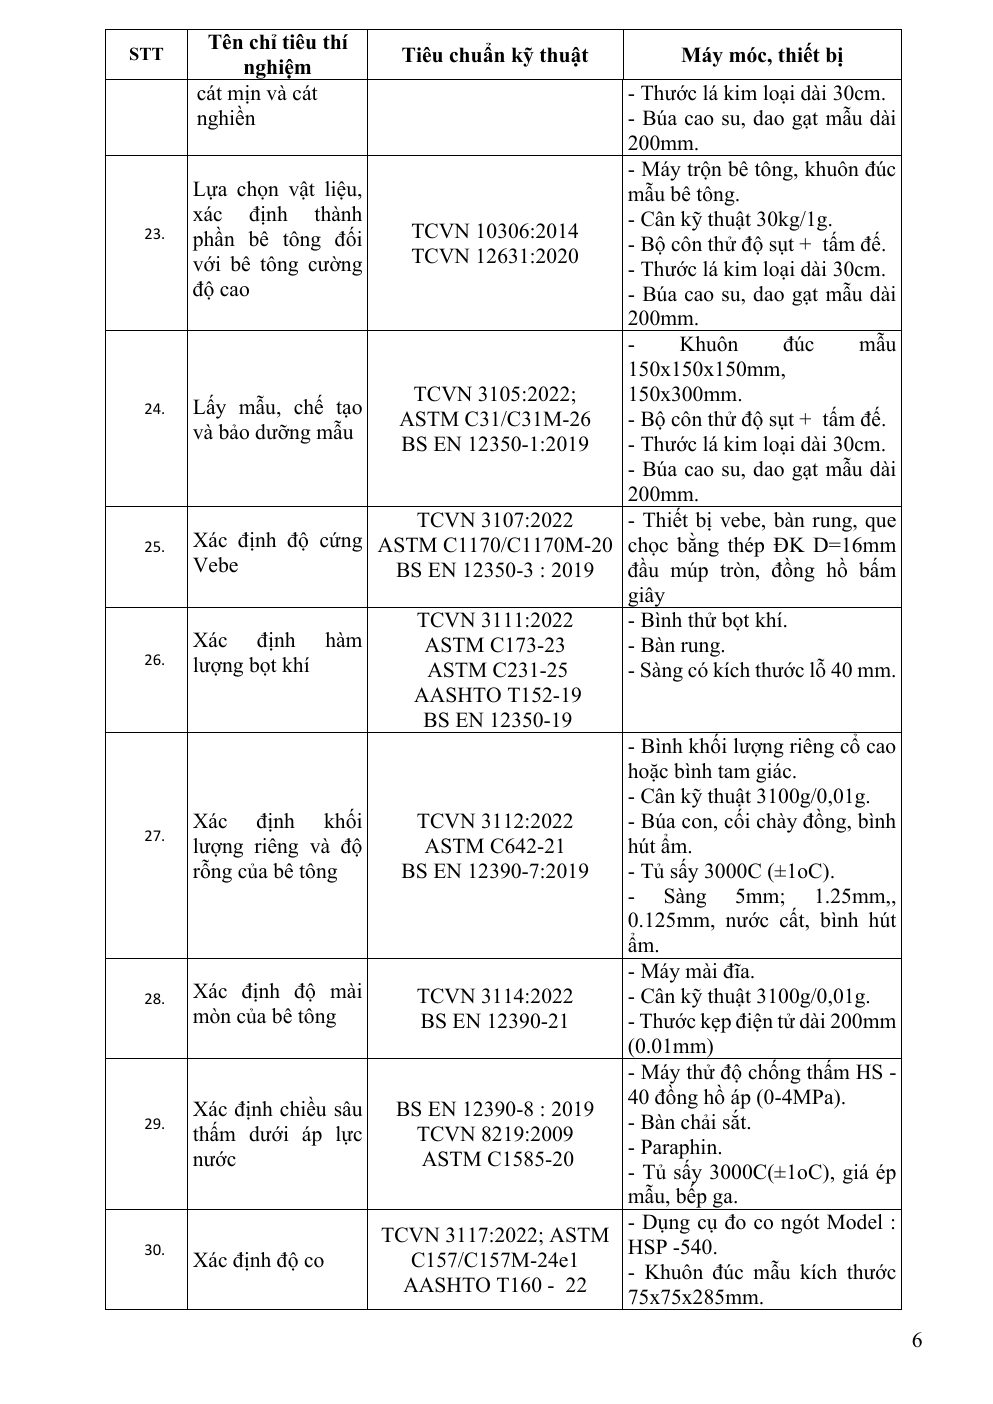 STT
Tên chỉ tiêu thí
nghiệm
Tiêu chuẩn kỹ thuật
Máy móc, thiết bị
cát mịn và cát
nghiền
- Thước lá kim loại dài 30cm.
- Búa cao su, dao gạt mẫu dài
200mm.
23.
Lựa chọn vật liệu,
xác định thành
phần bê tông đối
với bê tông cường
độ cao
TCVN 10306:2014
TCVN 12631:2020
- Máy trộn bê tông, khuôn đúc
mẫu bê tông.
- Cân kỹ thuật 30kg/1g.
- Bộ côn thử độ sụt + tấm đế.
- Thước lá kim loại dài 30cm.
- Búa cao su, dao gạt mẫu dài
200mm.
24.
Lấy mẫu, chế tạo
và bảo dưỡng mẫu
TCVN 3105:2022;
ASTM C31/C31M-26
BS EN 12350-1:2019
- Khuôn đúc mẫu
150x150x150mm,
150x300mm.
- Bộ côn thử độ sụt + tấm đế.
- Thước lá kim loại dài 30cm.
- Búa cao su, dao gạt mẫu dài
200mm.
25.
Xác định độ cứng
Vebe
TCVN 3107:2022
ASTM C1170/C1170M-20
BS EN 12350-3 : 2019
- Thiết bị vebe, bàn rung, que
chọc bằng thép ĐK D=16mm
đầu múp tròn, đồng hồ bấm
giây
26.
Xác định hàm
lượng bọt khí
TCVN 3111:2022
ASTM C173-23
ASTM C231-25
AASHTO T152-19
BS EN 12350-19
- Bình thử bọt khí.
- Bàn rung.
- Sàng có kích thước lỗ 40 mm.
27.
Xác định khối
lượng riêng và độ
rỗng của bê tông
TCVN 3112:2022
ASTM C642-21
BS EN 12390-7:2019
- Bình khối lượng riêng cổ cao
hoặc bình tam giác.
- Cân kỹ thuật 3100g/0,01g.
- Búa con, cối chày đồng, bình
hút ẩm.
- Tủ sấy 3000C (±1oC).
- Sàng 5mm; 1.25mm,,
0.125mm, nước cất, bình hút
ẩm.
28.
Xác định độ mài
mòn của bê tông
TCVN 3114:2022
BS EN 12390-21
- Máy mài đĩa.
- Cân kỹ thuật 3100g/0,01g.
- Thước kẹp điện tử dài 200mm
(0.01mm)
29.
Xác định chiều sâu
thấm dưới áp lực
nước
BS EN 12390-8 : 2019
TCVN 8219:2009
ASTM C1585-20
- Máy thử độ chống thấm HS -
40 đồng hồ áp (0-4MPa).
- Bàn chải sắt.
- Paraphin.
- Tủ sấy 3000C(±1oC), giá ép
mẫu, bếp ga.
30.
Xác định độ co
TCVN 3117:2022; ASTM
C157/C157M-24e1
AASHTO T160 - 22
- Dụng cụ đo co ngót Model :
HSP -540.
- Khuôn đúc mẫu kích thước
75x75x285mm.
6